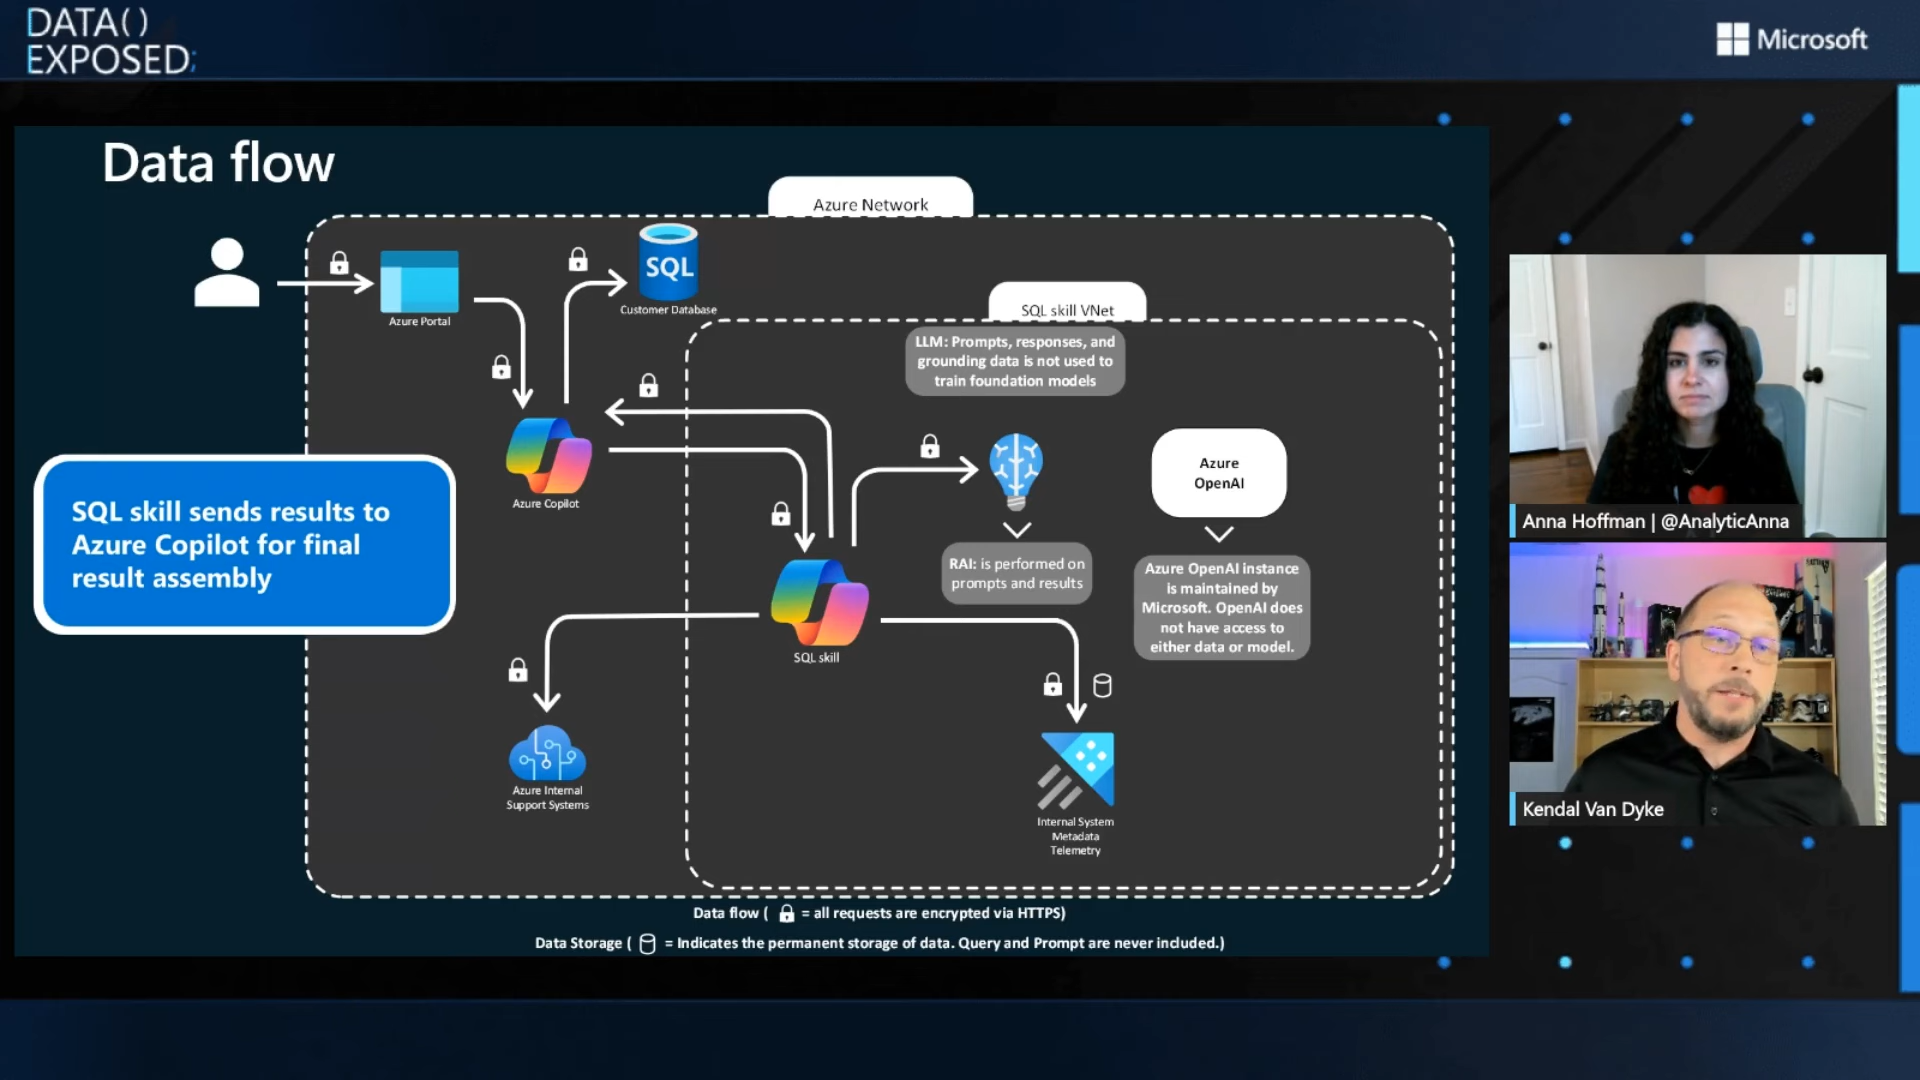 DATA()
EXPOSED;
Microsoft
Data flow
Azure Network
SQL
Customer Database
Azure Portal
SQL skill VNet
LLM: Prompts, responses, and
grounding data is not used to
train foundation models
Azure
OpenAI
Azure Copilot
SQL skill sends results to
Azure Copilot for final
result assembly
RAI: is performed on
prompts and results
Azure OpenAI instance
is maintained by
Microsoft. OpenAI does
not have access to
either data or model.
SQL skill
Azure Internal
Support Systems
Internal System
Metadata
Telemetry
Data flow ( = all requests are encrypted via HTTPS)
Data Storage ( = Indicates the permanent storage of data. Query and Prompt are never included.)
Anna Hoffman | @AnalyticAnna
Kendal Van Dyke